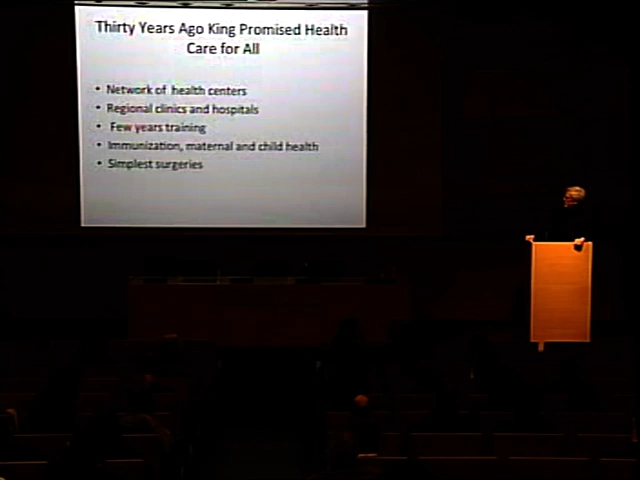 Thirty Years Ago King Promised Health
Care for All
• Network of health centers
• Regional clinics and hospitals
• Few years training
• Immunization, maternal and child health
• Simplest surgeries